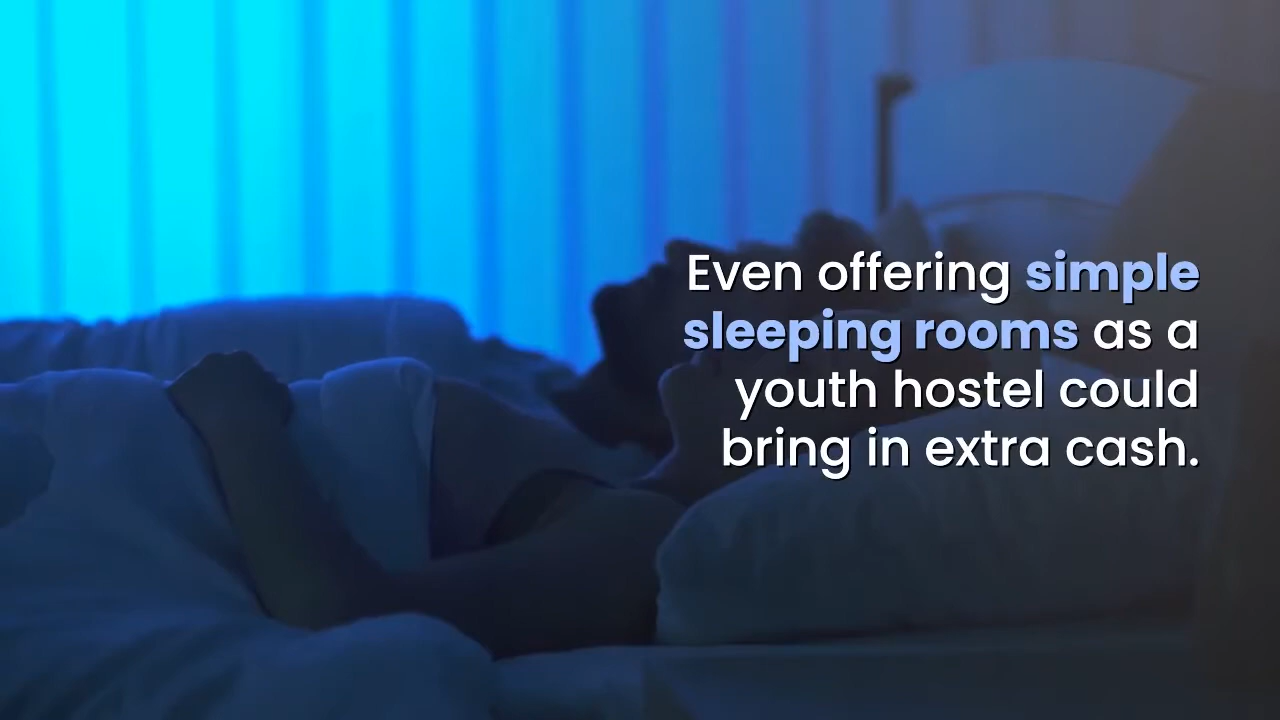 Even offering simple
sleeping rooms as a
youth hostel could
bring in extra cash.